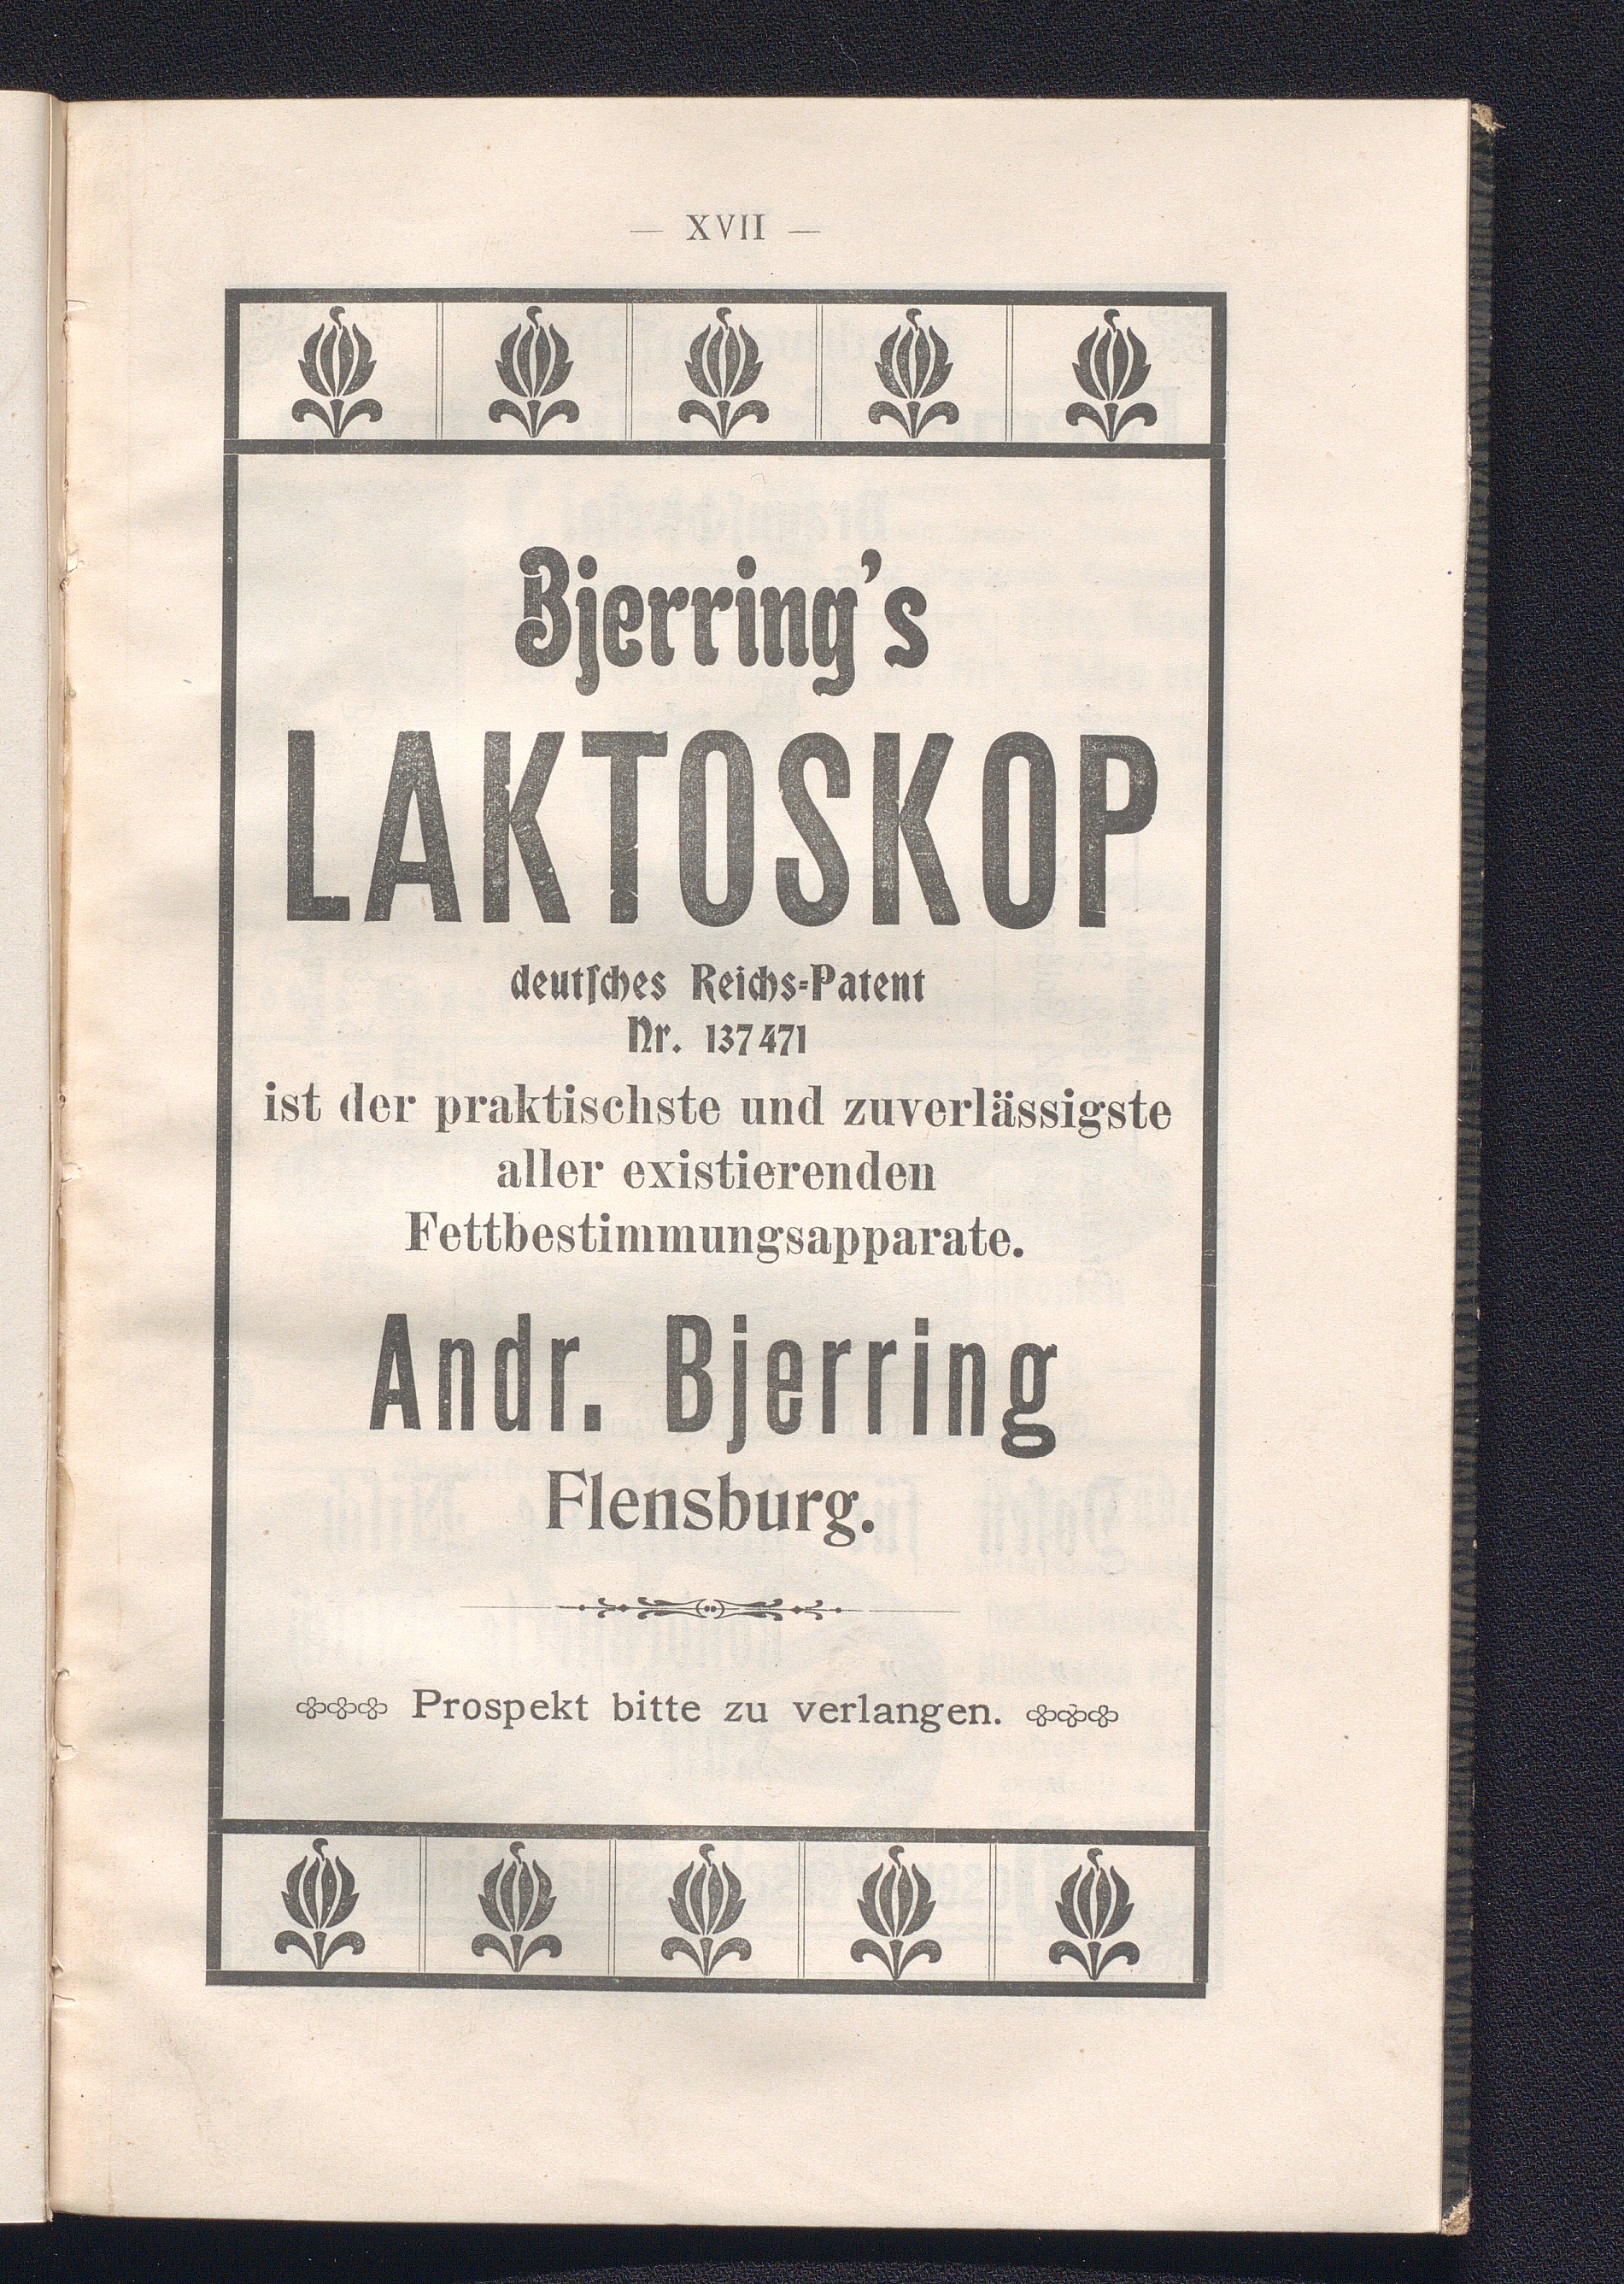 — XVII —
Bjerring's
LAKTOSKOP
deutſches Reichs-Patent
Nr. 137471
ist der praktischste und zuverlässigste
aller existierenden
Fettbestimmungsapparate.
Andr. Bjerring
Flensburg.
Prospekt bitte zu verlangen.